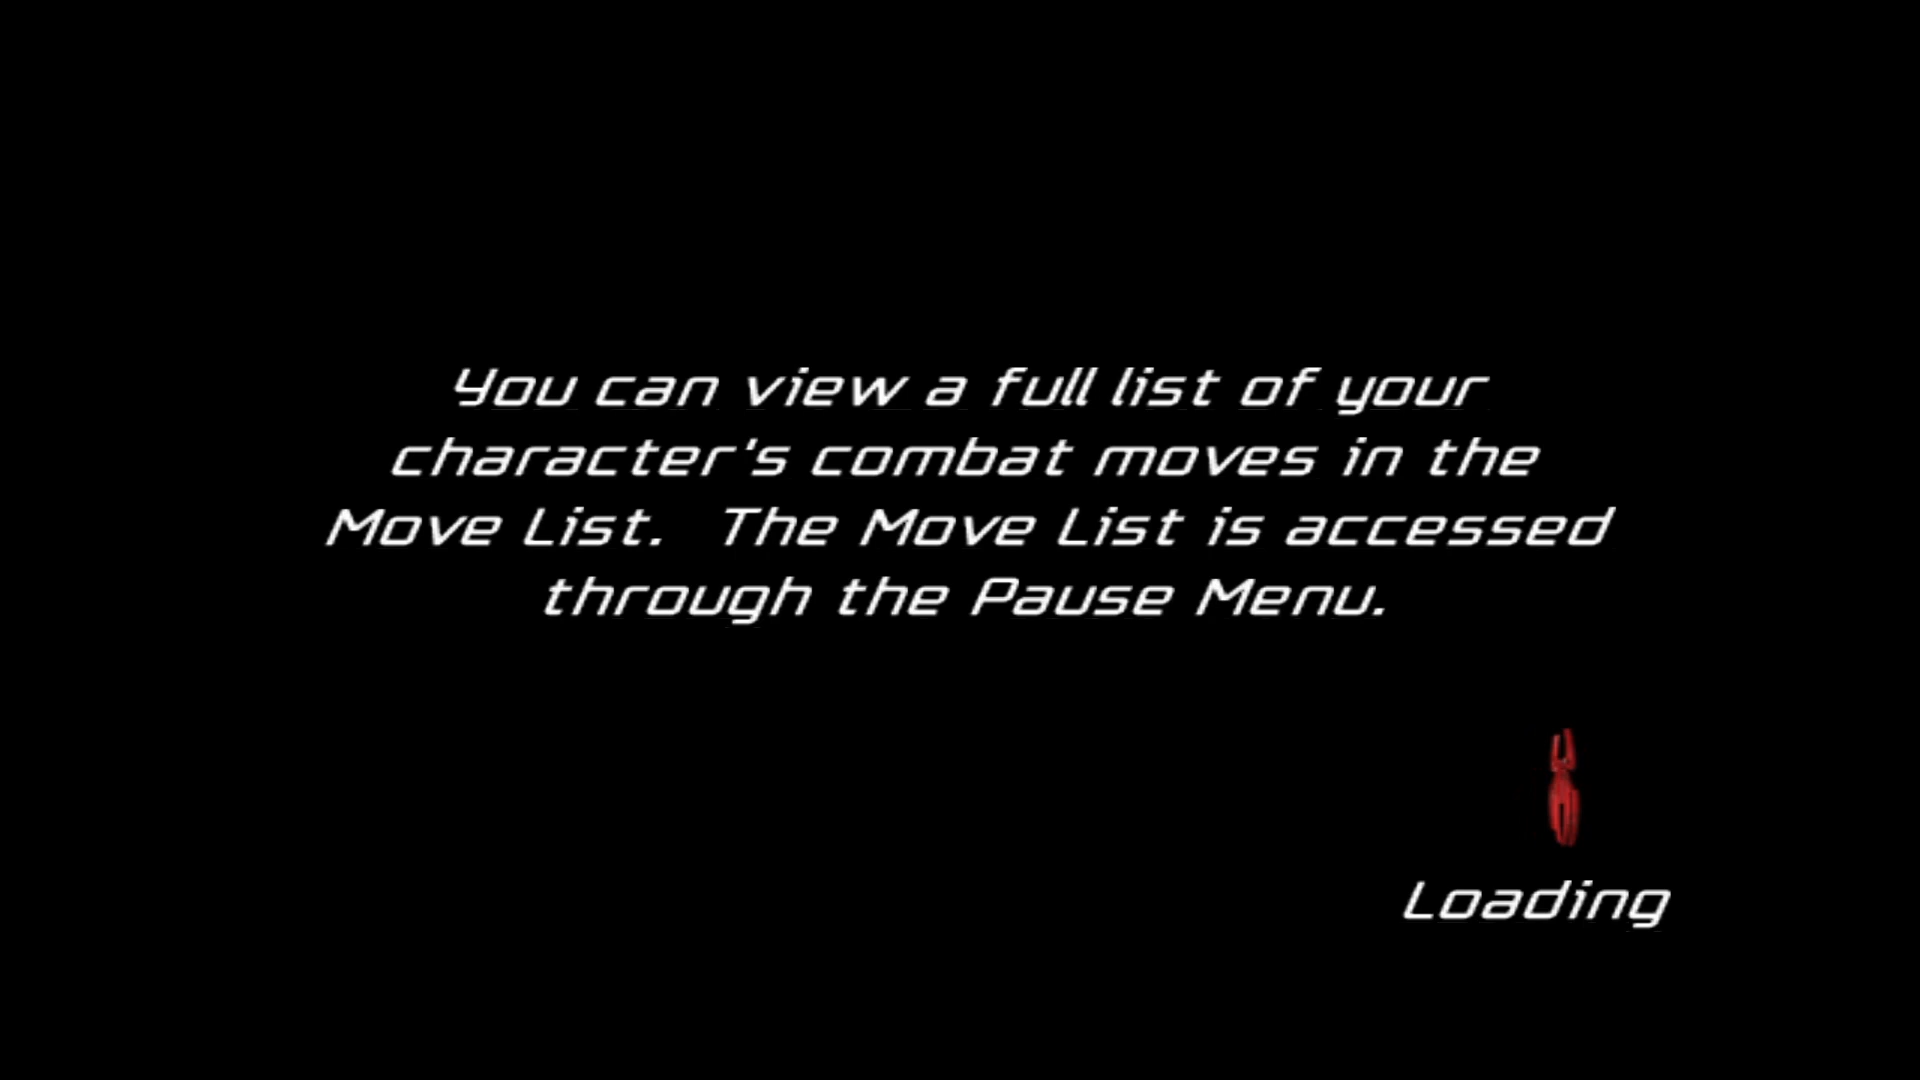 You can view a full list of your
character's combat moves in the
Move List.  The Move List is accessed
through the Pause Menu.
Loading